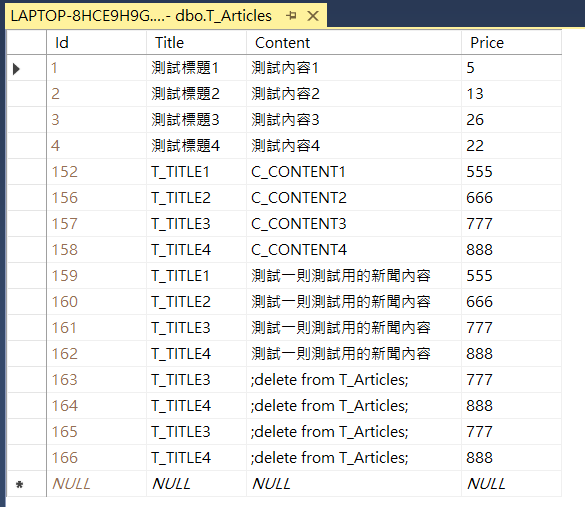 LAPTOP-8HCE9H9G....- dbo.T_Articles
Id Title Content Price
1 測試標題1 測試內容1 5
2 測試標題2 測試內容2 13
3 測試標題3 測試內容3 26
4 測試標題4 測試內容4 22
152 T_TITLE1 C_CONTENT1 555
156 T_TITLE2 C_CONTENT2 666
157 T_TITLE3 C_CONTENT3 777
158 T_TITLE4 C_CONTENT4 888
159 T_TITLE1 測試一則測試用的新聞內容 555
160 T_TITLE2 測試一則測試用的新聞內容 666
161 T_TITLE3 測試一則測試用的新聞內容 777
162 T_TITLE4 測試一則測試用的新聞內容 888
163 T_TITLE3 ;delete from T_Articles; 777
164 T_TITLE4 ;delete from T_Articles; 888
165 T_TITLE3 ;delete from T_Articles; 777
166 T_TITLE4 ;delete from T_Articles; 888
NULL NULL NULL NULL